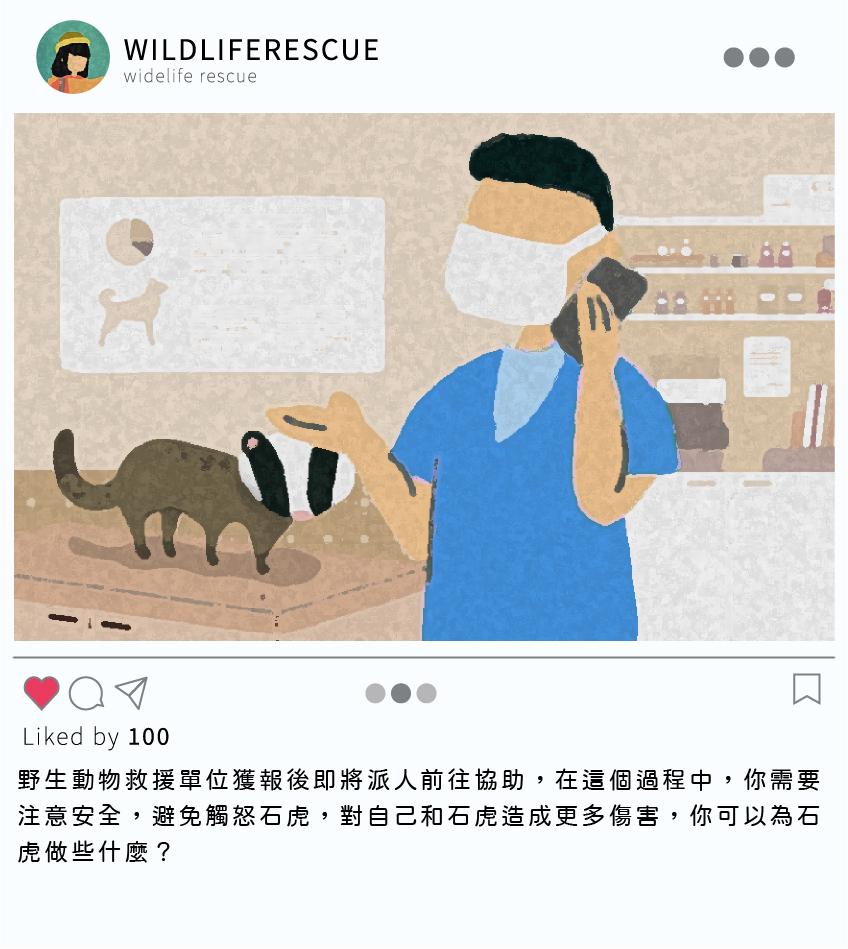 WILDLIFERESCUE
widelife rescue
Liked by 100
野生動物救援單位獲報後即將派人前往協助，在這個過程中，你需要
注意安全，避免觸怒石虎，對自己和石虎造成更多傷害，你可以為石
虎做些什麼？